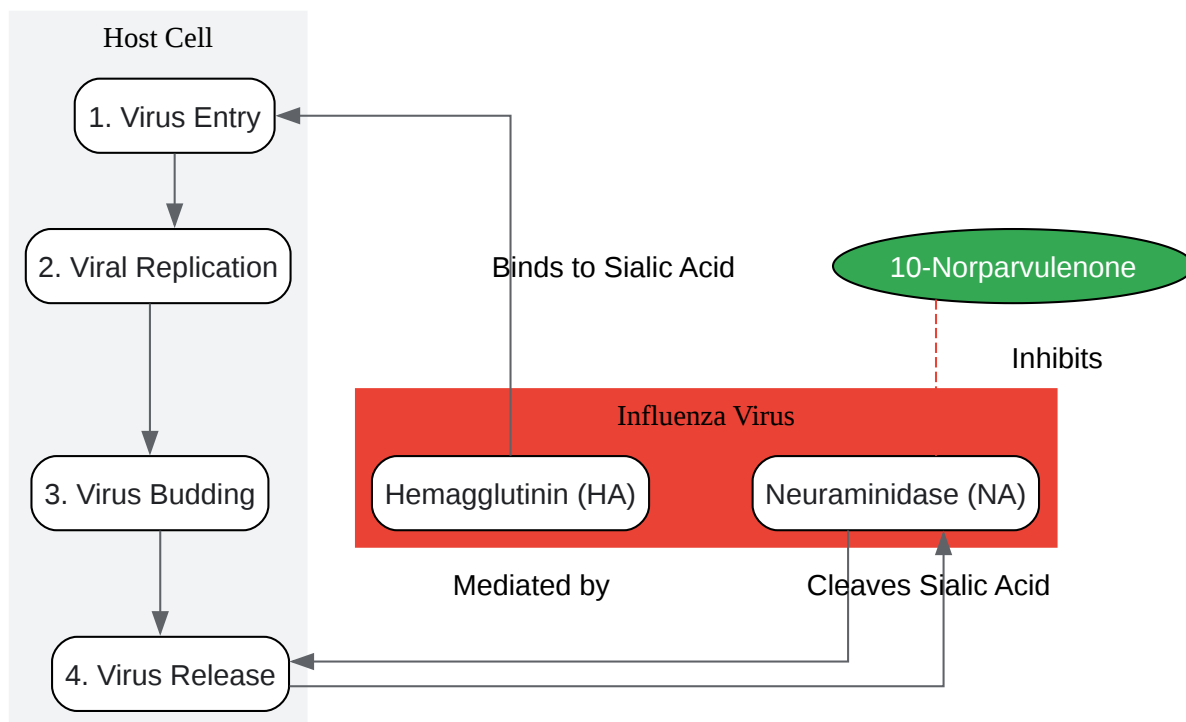 Host Cell
1. Virus Entry
2. Viral Replication
Binds to Sialic Acid
10-Norparvulenone
Inhibits
Influenza Virus
3. Virus Budding
Hemagglutinin (HA)
Neuraminidase (NA)
Mediated by
Cleaves Sialic Acid
4. Virus Release